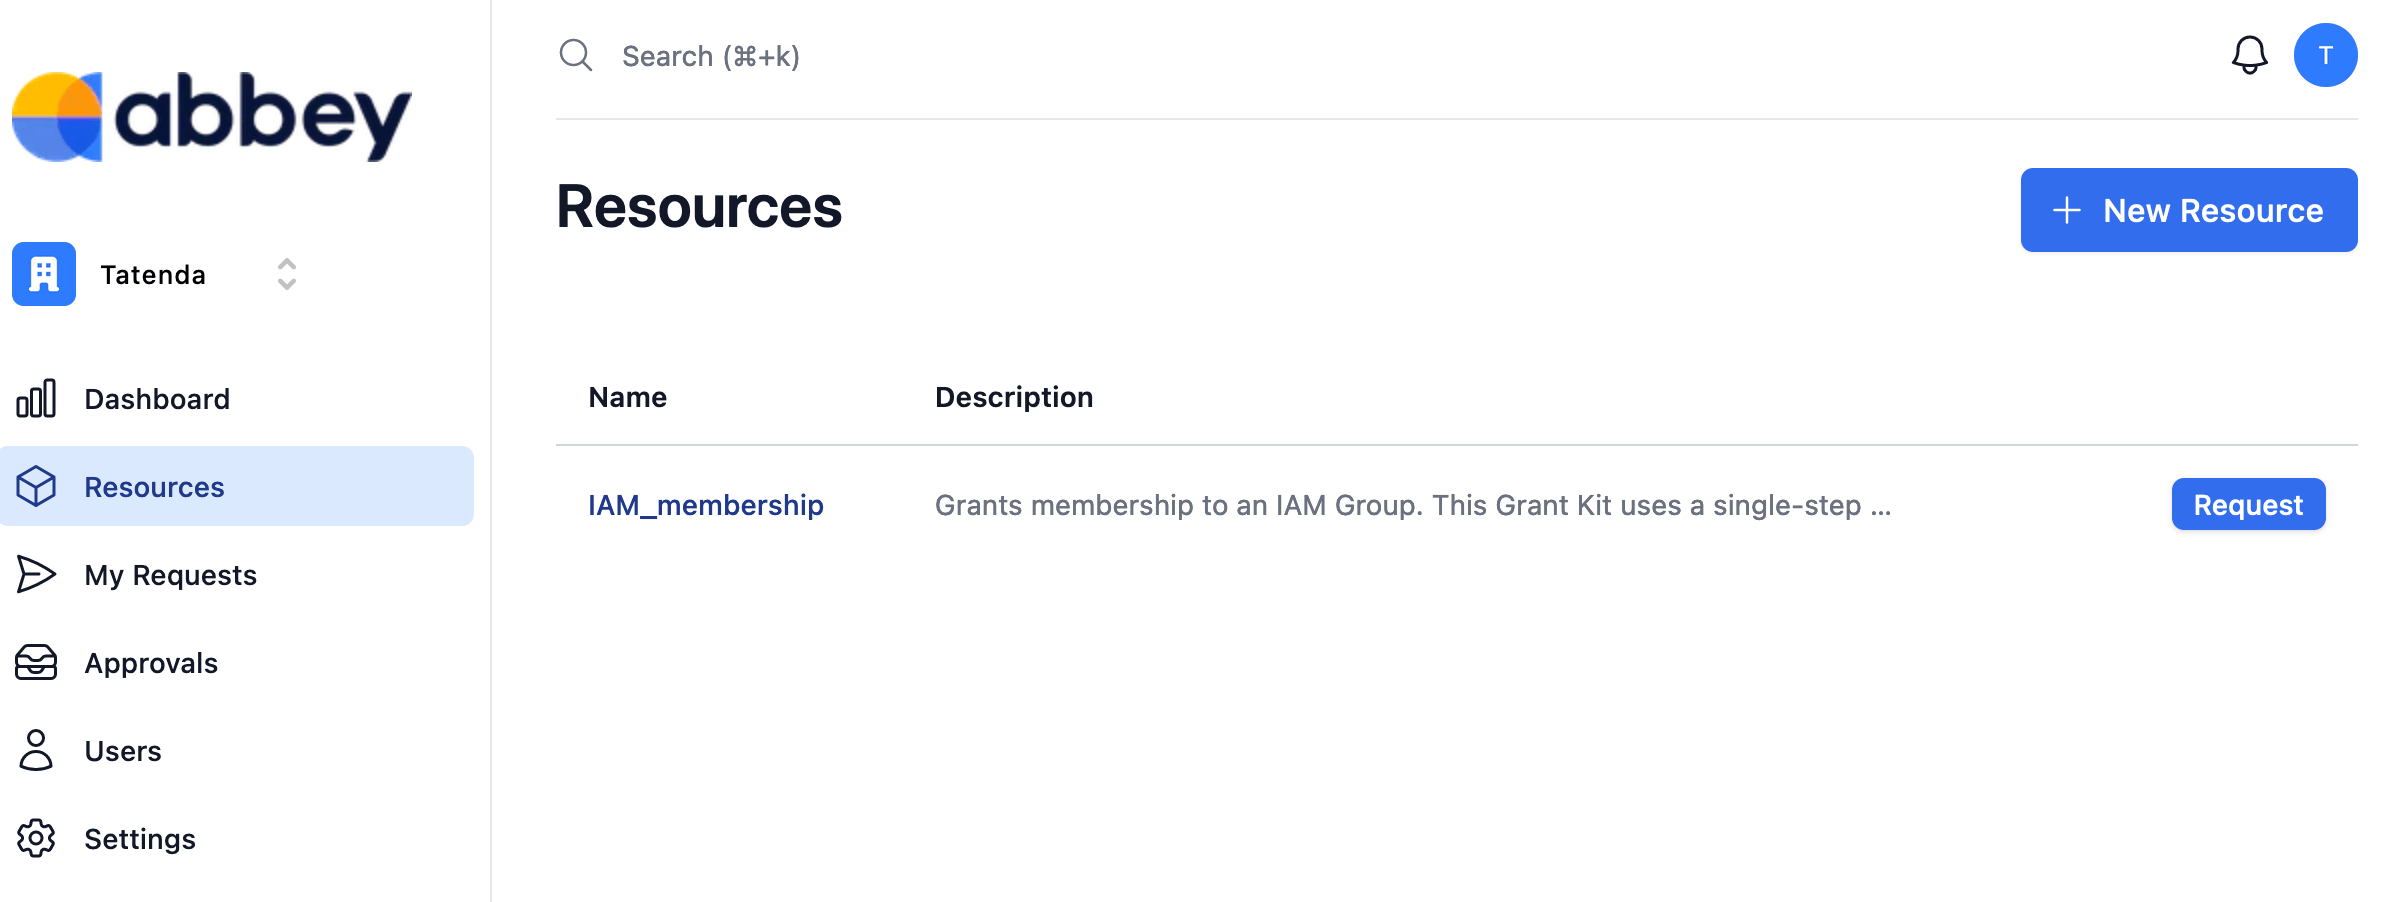 abbey
Tatenda
Dashboard
Resources
My Requests
Approvals
Users
Settings
Search (⌘+k)
T
Resources
+ New Resource
Name Description
IAM_membership Grants membership to an IAM Group. This Grant Kit uses a single-step ... Request